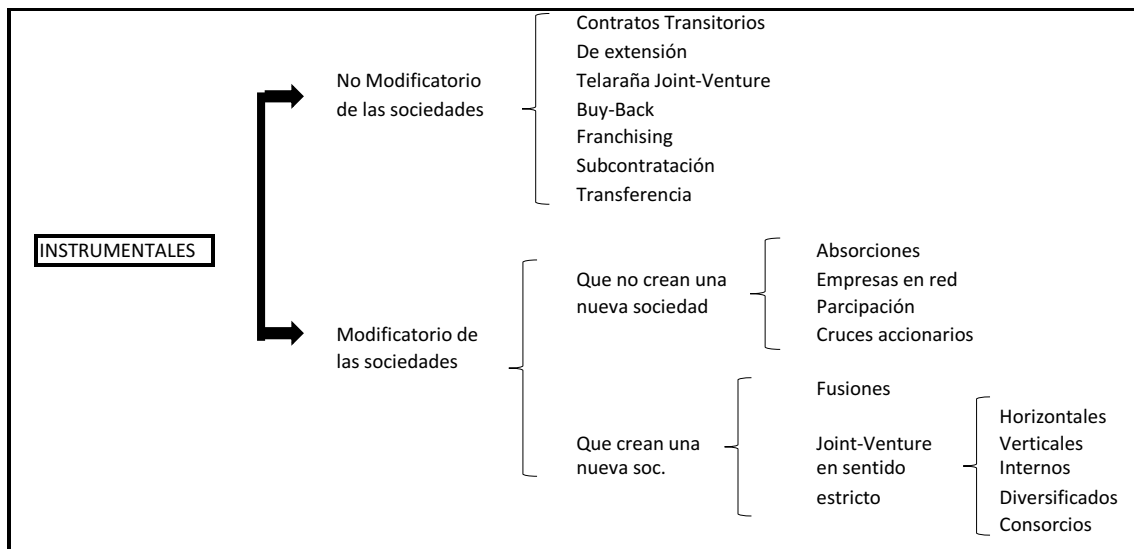 INSTRUMENTALES
No Modificatorio
de las sociedades
Contratos Transitorios
De extensión
Telaraña Joint-Venture
Buy-Back
Franchising
Subcontratación
Transferencia
Modificatorio de
las sociedades
Que no crean una
nueva sociedad
Absorciones
Empresas en red
Parcipación
Cruces accionarios
Que crean una
nueva soc.
Fusiones
Joint-Venture
en sentido
estricto
Horizontales
Verticales
Internos
Diversificados
Consorcios